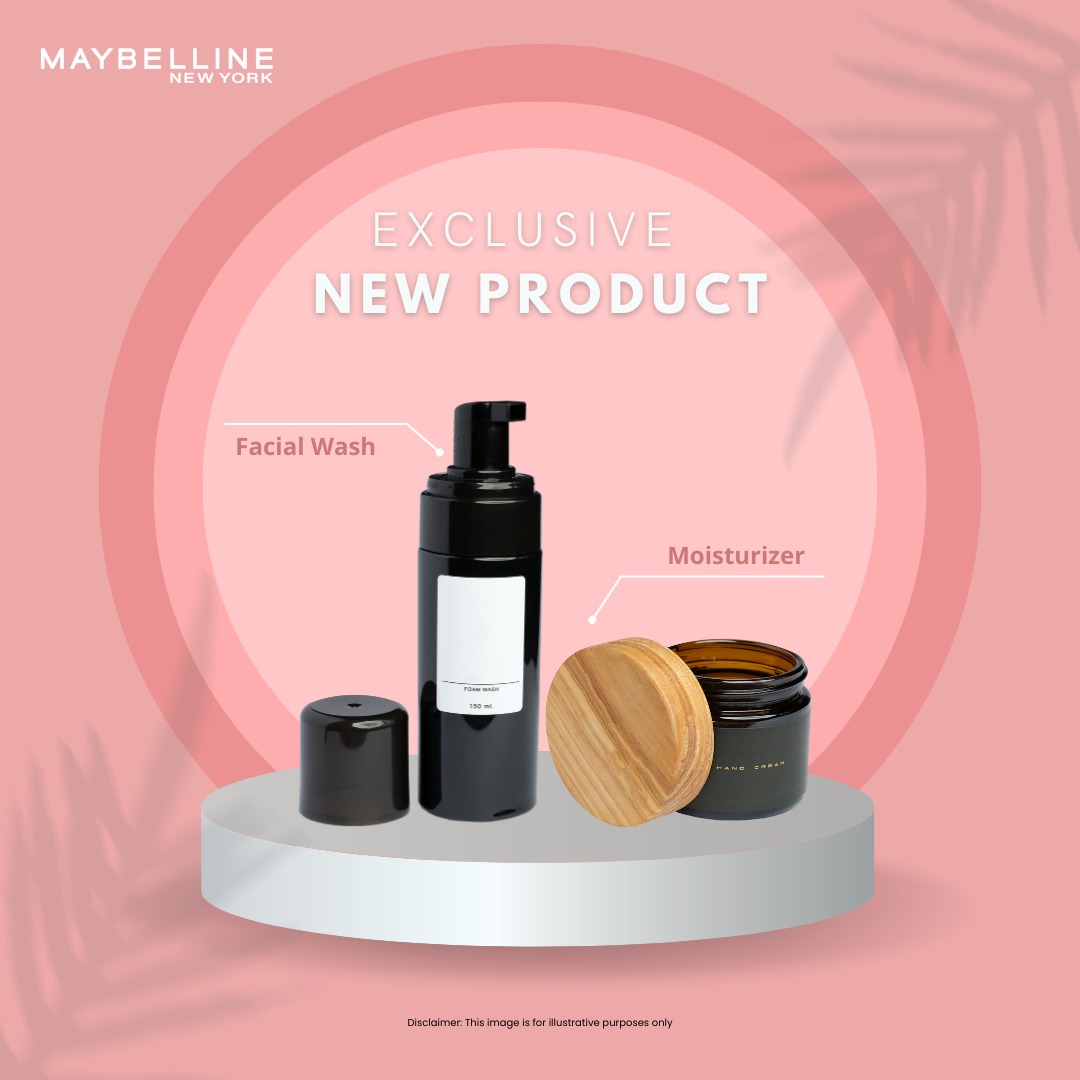 MAYBELLINE
NEW YORK
EXCLUSIVE
NEW PRODUCT
Facial Wash
Moisturizer
FOAM WASH
150 ml.
HAND CREAM
Disclaimer: This image is for illustrative purposes only